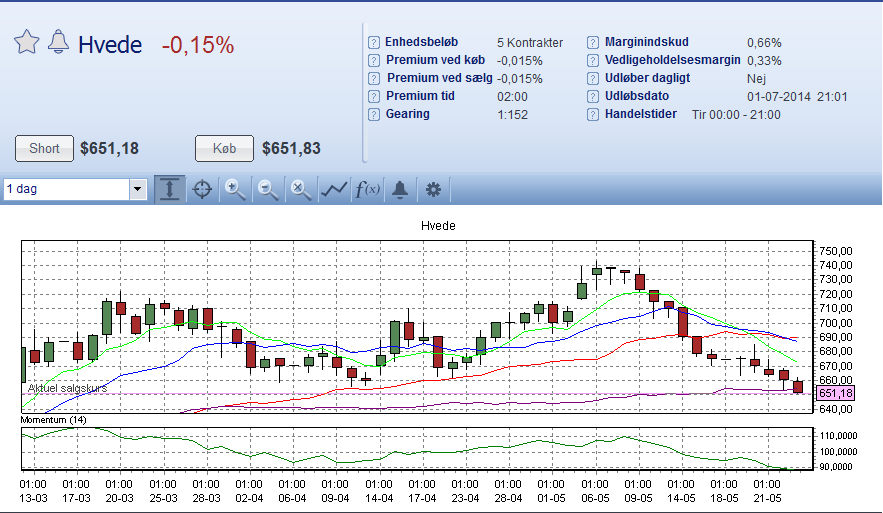 Hvede -0,15%
Enhedsbeløb 5 Kontrakter
Premium ved køb -0,015%
Premium ved sælg -0,015%
Premium tid 02:00
Gearing 1:152
Marginindskud 0,66%
Vedligeholdelsesmargin 0,33%
Udløber dagligt Nej
Udløbsdato 01-07-2014 21:01
Handelstider Tir 00:00 - 21:00
Short $651,18 Køb $651,83
1 dag
f(x)
Hvede
750,00
740,00
730,00
720,00
710,00
700,00
690,00
680,00
670,00
660,00
651,18
640,00
Aktuel salgskurs
Momentum (14)
110,0000
100,0000
90,0000
01:00 01:00 01:00 01:00 01:00 01:00 01:00 01:00 01:00 01:00 01:00 01:00 01:00 01:00 01:00 01:00 01:00 01:00
13-03 17-03 20-03 25-03 28-03 02-04 06-04 09-04 14-04 17-04 23-04 28-04 01-05 06-05 09-05 14-05 18-05 21-05